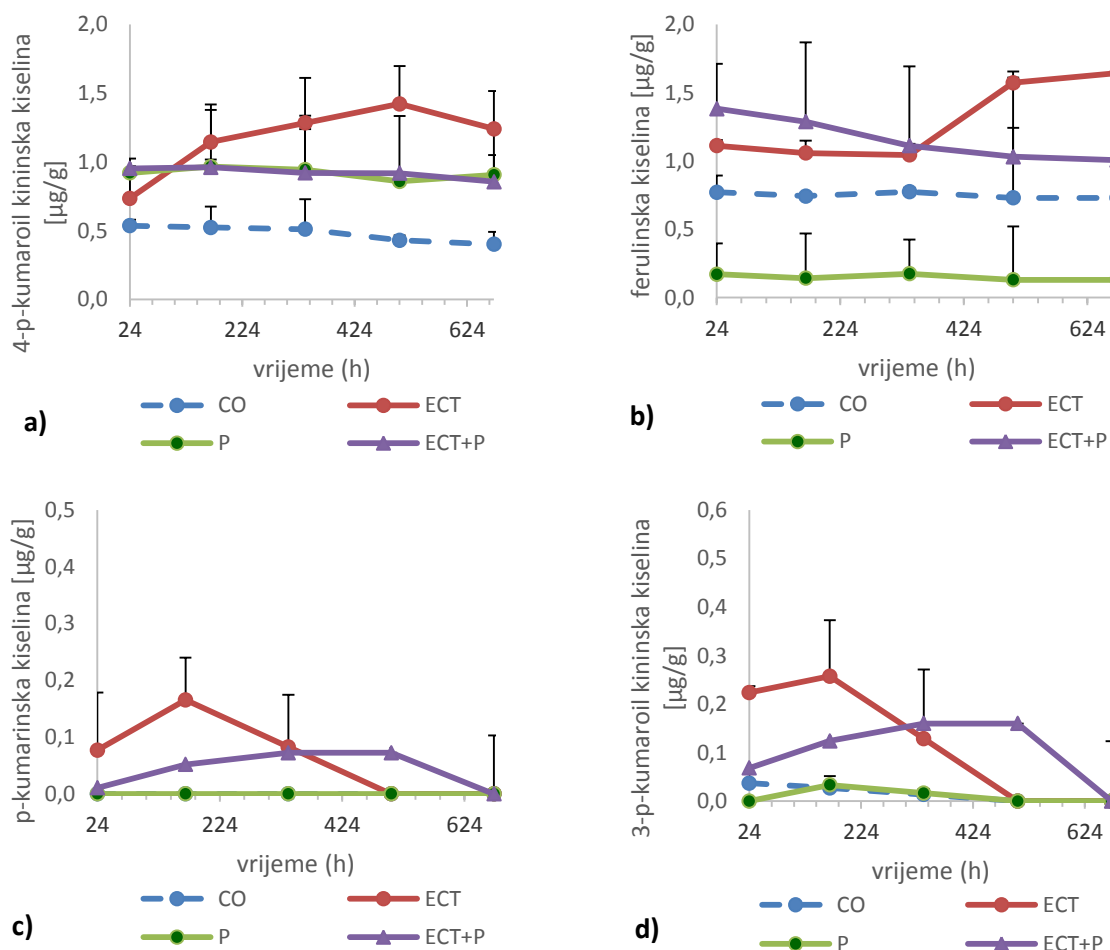 4-p-kumaroil kininska kiselina
[µg/g]
2,0
1,5
1,0
0,5
0,0
24
224
424
624
vrijeme (h)
CO
ECT
P
ECT+P
a)
ferulinska kiselina [µg/g]
2,0
1,5
1,0
0,5
0,0
24
224
424
624
vrijeme (h)
CO
ECT
P
ECT+P
b)
p-kumarinska kiselina [µg/g]
0,5
0,4
0,3
0,2
0,1
0,0
24
224
424
624
vrijeme (h)
CO
ECT
P
ECT+P
c)
3-p-kumaroil kininska kiselina
[µg/g]
0,6
0,5
0,4
0,3
0,2
0,1
0,0
24
224
424
624
vrijeme (h)
CO
ECT
P
ECT+P
d)